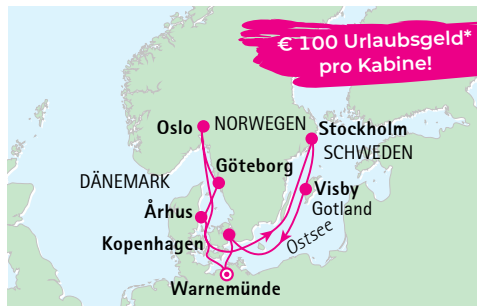 € 100 Urlaubsgeld*
pro Kabine!
Oslo
NORWEGEN
Stockholm
SCHWEDEN
Göteborg
DÄNEMARK
Visby
Gotland
Århus
Kopenhagen
Ostsee
Warnemünde